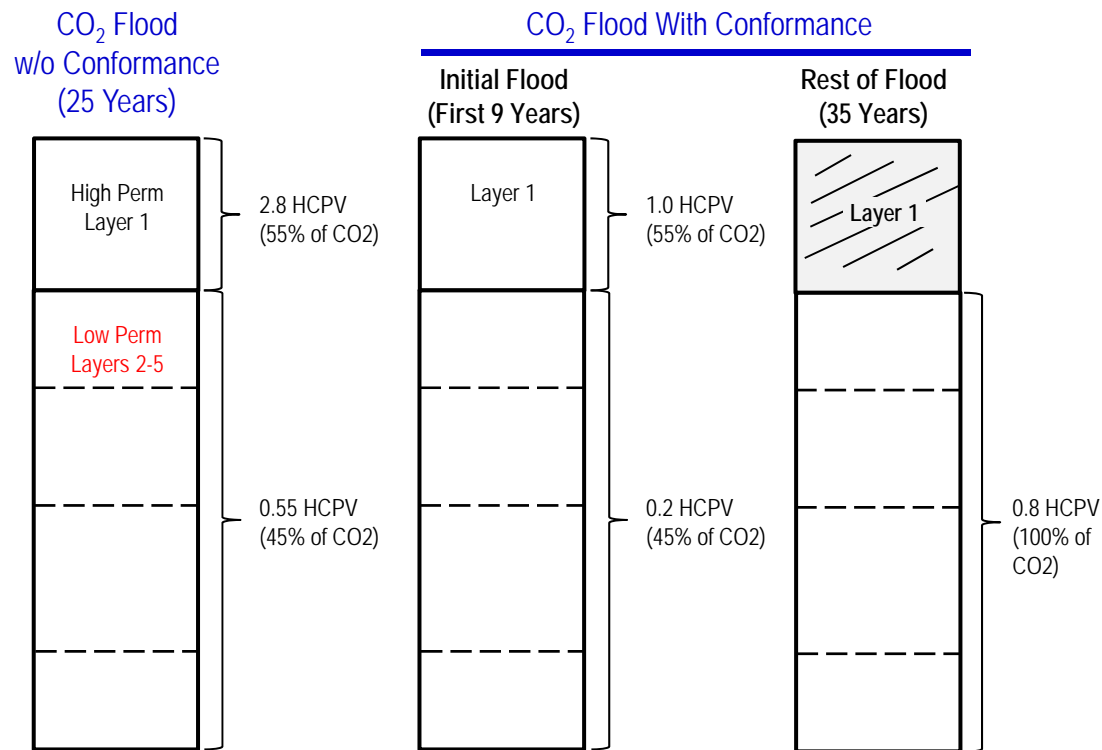 CO2 Flood
w/o Conformance
(25 Years)
CO2 Flood With Conformance
Initial Flood
(First 9 Years)
Rest of Flood
(35 Years)
High Perm
Layer 1
2.8 HCPV
(55% of CO2)
Low Perm
Layers 2-5
0.55 HCPV
(45% of CO2)
Layer 1
1.0 HCPV
(55% of CO2)
0.2 HCPV
(45% of CO2)
Layer 1
0.8 HCPV
(100% of
CO2)